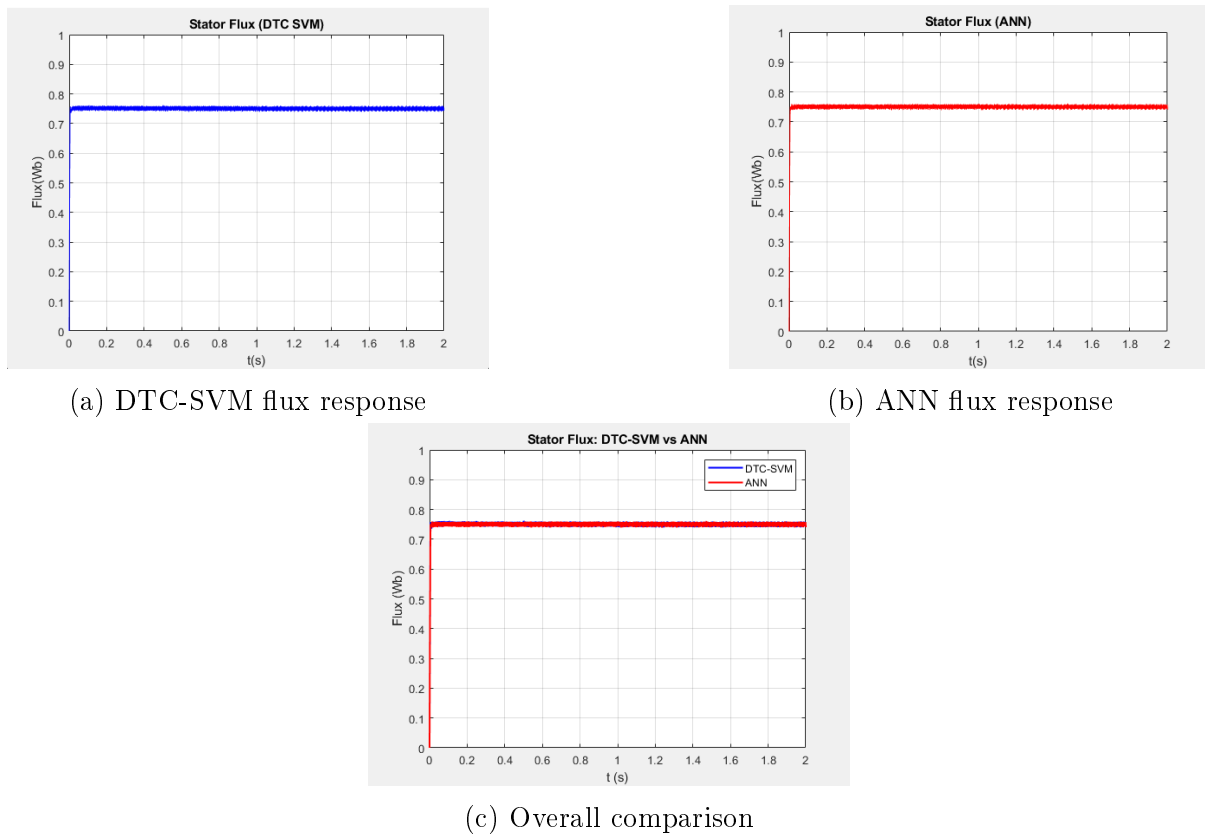 Stator Flux (DTC SVM)
Flux(Wb)
1
0.9
0.8
0.7
0.6
0.5
0.4
0.3
0.2
0.1
0
0 0.2 0.4 0.6 0.8 1 1.2 1.4 1.6 1.8 2
t(s)
(a) DTC-SVM flux response
Stator Flux (ANN)
Flux(Wb)
1
0.9
0.8
0.7
0.6
0.5
0.4
0.3
0.2
0.1
0
0 0.2 0.4 0.6 0.8 1 1.2 1.4 1.6 1.8 2
t(s)
(b) ANN flux response
Stator Flux: DTC-SVM vs ANN
DTC-SVM
ANN
Flux (Wb)
1
0.9
0.8
0.7
0.6
0.5
0.4
0.3
0.2
0.1
0
0 0.2 0.4 0.6 0.8 1 1.2 1.4 1.6 1.8 2
t (s)
(c) Overall comparison